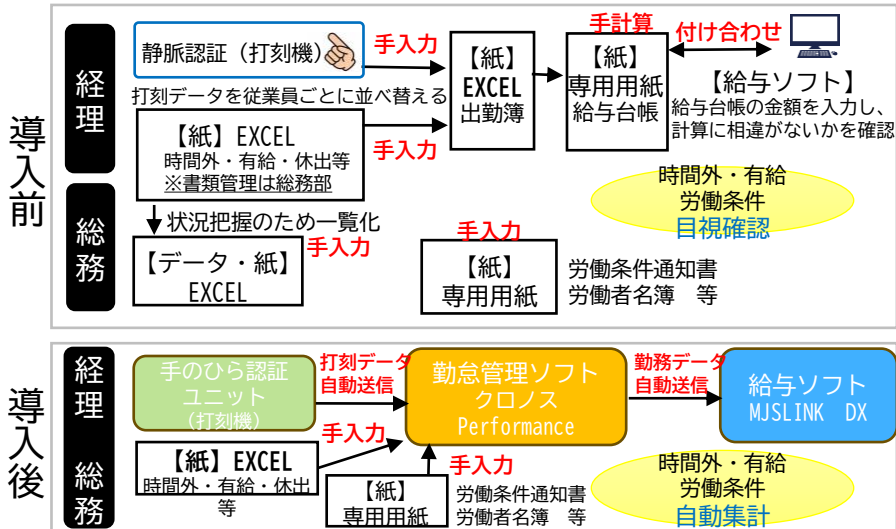 導入前
経理
静脈認証（打刻機）
手入力
打刻データを従業員ごとに並べ替える
【紙】EXCEL
時間外・有給・休出等
※書類管理は総務部
手入力
【紙】
EXCEL
出勤簿
手計算
【紙】
専用用紙
給与台帳
付け合わせ
【給与ソフト】
給与台帳の金額を入力し、
計算に相違がないかを確認
時間外・有給
労働条件
目視確認
総務
状況把握のため一覧化
手入力
【データ・紙】
EXCEL
手入力
【紙】
専用用紙
労働条件通知書
労働者名簿　等
導入後
経理
総務
手のひら認証
ユニット
（打刻機）
打刻データ
自動送信
勤怠管理ソフト
クロノス
Performance
勤務データ
自動送信
給与ソフト
MJSLINK　DX
手入力
【紙】EXCEL
時間外・有給・休出
等
手入力
【紙】
専用用紙
労働条件通知書
労働者名簿　等
時間外・有給
労働条件
自動集計